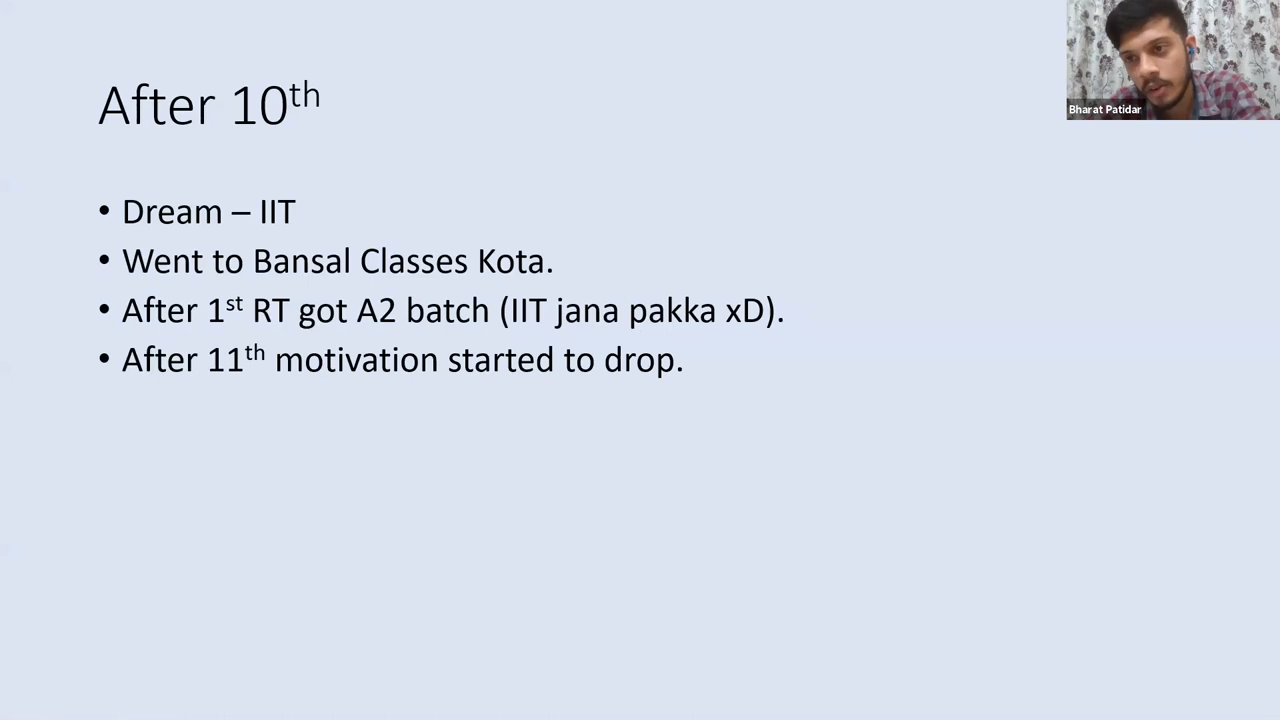 After 10th
• Dream – IIT
• Went to Bansal Classes Kota.
• After 1st RT got A2 batch (IIT jana pakka xD).
• After 11th motivation started to drop.
Bharat Patidar